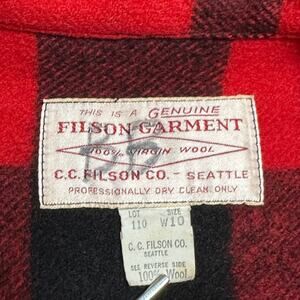 THIS IS A GENUINE
FILSON GARMENT
100% VIRGIN WOOL
C.C. FILSON CO. - SEATTLE
PROFESSIONALLY DRY CLEAN ONLY
LOT SIZE
110 W10
C. C. FILSON CO.
SEATTLE
SEE REVERSE SIDE
100% Wool